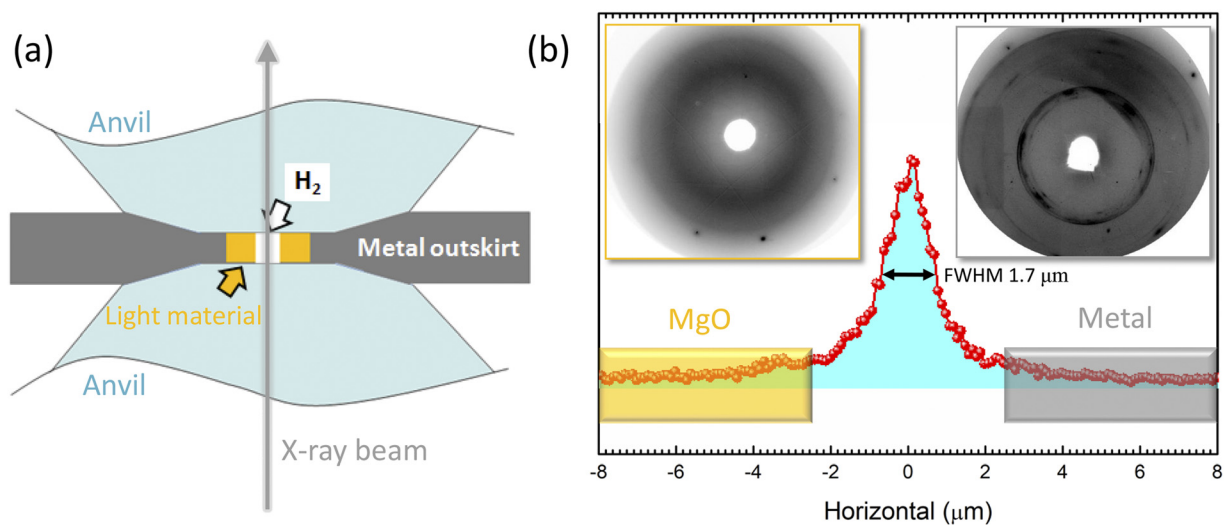 (a)
Anvil
H2
Metal outskirt
Light material
Anvil
X-ray beam
(b)
FWHM 1.7 μm
MgO
Metal
-8 -6 -4 -2 0 2 4 6 8
Horizontal (μm)